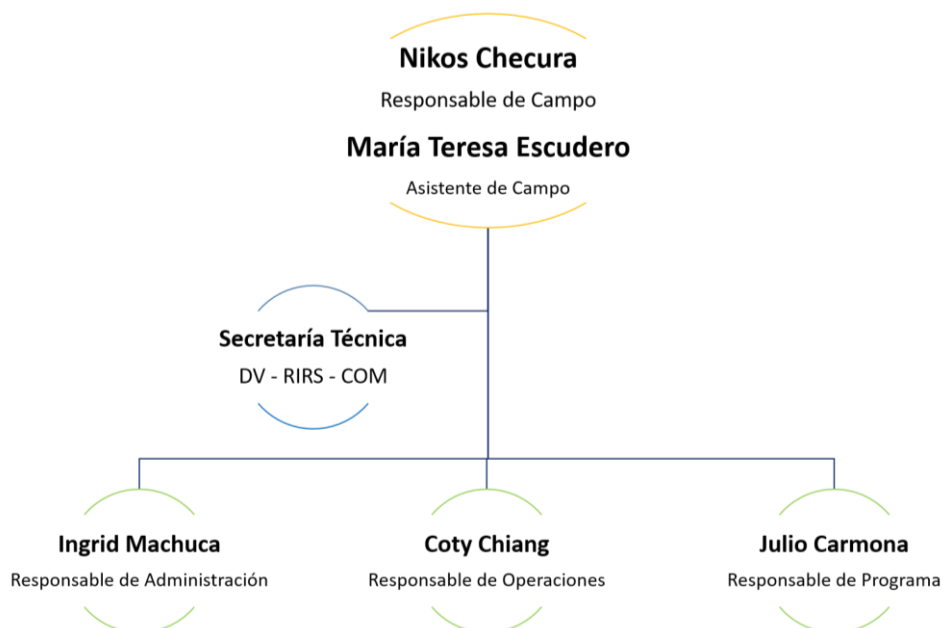 Nikos Checura
Responsable de Campo
María Teresa Escudero
Asistente de Campo
Secretaría Técnica
DV - RIRS - COM
Ingrid Machuca
Responsable de Administración
Coty Chiang
Responsable de Operaciones
Julio Carmona
Responsable de Programa